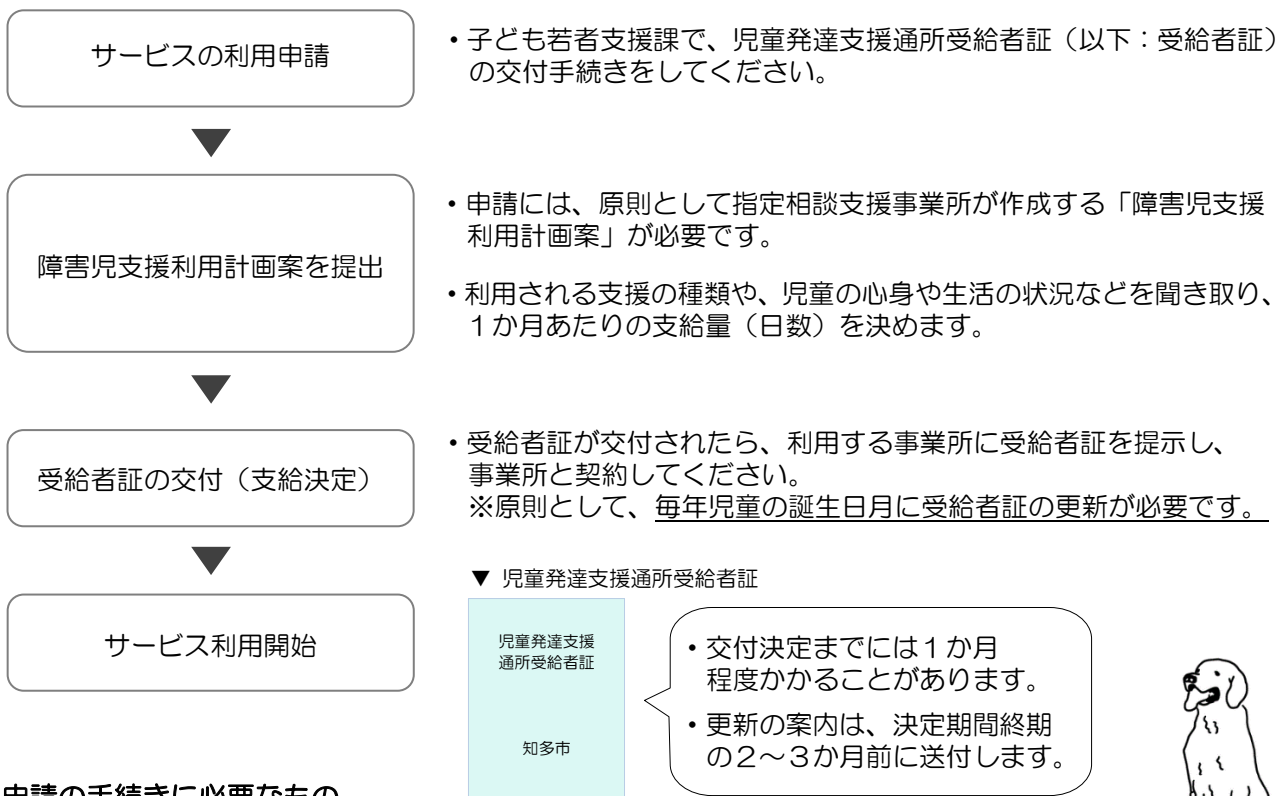 サービスの利用申請
・子ども若者支援課で、児童発達支援通所受給者証（以下：受給者証）
の交付手続きをしてください。
▼
障害児支援利用計画案を提出
・申請には、原則として指定相談支援事業所が作成する「障害児支援
利用計画案」が必要です。
・利用される支援の種類や、児童の心身や生活の状況などを聞き取り、
１か月あたりの支給量（日数）を決めます。
▼
受給者証の交付（支給決定）
・受給者証が交付されたら、利用する事業所に受給者証を提示し、
事業所と契約してください。
※原則として、毎年児童の誕生日月に受給者証の更新が必要です。
▼
サービス利用開始
▼ 児童発達支援通所受給者証
児童発達支援
通所受給者証
知多市
・交付決定までには１か月
程度かかることがあります。
・更新の案内は、決定期間終期
の２～３か月前に送付します。
申請の手続きに必要なもの